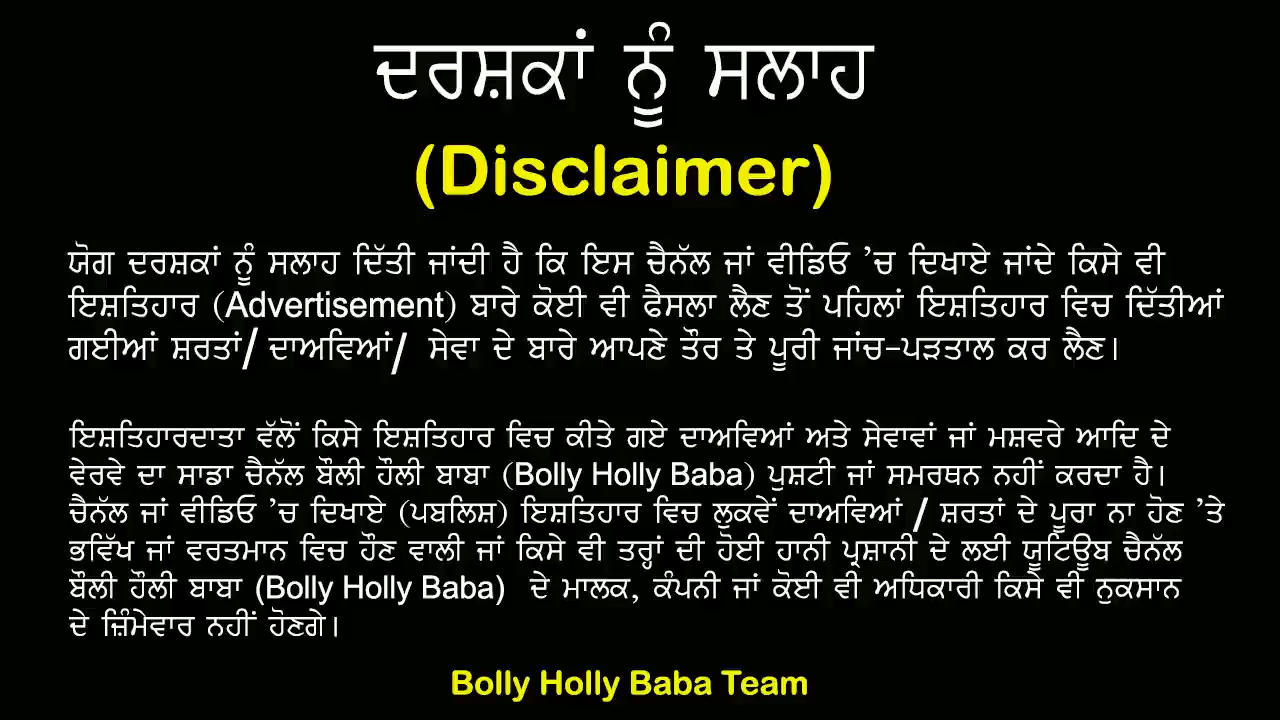 ਦਰਸ਼ਕਾਂ ਨੂੰ ਸਲਾਹ
(Disclaimer)
ਯੋਗ ਦਰਸ਼ਕਾਂ ਨੂੰ ਸਲਾਹ ਦਿੱਤੀ ਜਾਂਦੀ ਹੈ ਕਿ ਇਸ ਚੈਨੱਲ ਜਾਂ ਵੀਡਿਓ ’ਚ ਦਿਖਾਏ ਜਾਂਦੇ ਕਿਸੇ ਵੀ
ਇਸ਼ਤਿਹਾਰ (Advertisement) ਬਾਰੇ ਕੋਈ ਵੀ ਫੈਸਲਾ ਲੈਣ ਤੋਂ ਪਹਿਲਾਂ ਇਸ਼ਤਿਹਾਰ ਵਿਚ ਦਿੱਤੀਆਂ
ਗਈਆਂ ਸ਼ਰਤਾਂ/ ਦਾਅਵਿਆਂ/ ਸੇਵਾ ਦੇ ਬਾਰੇ ਆਪਣੇ ਤੌਰ ਤੇ ਪੂਰੀ ਜਾਂਚ-ਪੜਤਾਲ ਕਰ ਲੈਣ।
ਇਸ਼ਤਿਹਾਰਦਾਤਾ ਵੱਲੋਂ ਕਿਸੇ ਇਸ਼ਤਿਹਾਰ ਵਿਚ ਕੀਤੇ ਗਏ ਦਾਅਵਿਆਂ ਅਤੇ ਸੇਵਾਵਾਂ ਜਾਂ ਮਸ਼ਵਰੇ ਆਦਿ ਦੇ
ਵੇਰਵੇ ਦਾ ਸਾਡਾ ਚੈਨੱਲ ਬੌਲੀ ਹੌਲੀ ਬਾਬਾ (Bolly Holly Baba) ਪੁਸ਼ਟੀ ਜਾਂ ਸਮਰਥਨ ਨਹੀਂ ਕਰਦਾ ਹੈ।
ਚੈਨੱਲ ਜਾਂ ਵੀਡਿਓ ’ਚ ਦਿਖਾਏ (ਪਬਲਿਸ਼) ਇਸ਼ਤਿਹਾਰ ਵਿਚ ਲੁਕਵੇਂ ਦਾਅਵਿਆਂ / ਸ਼ਰਤਾਂ ਦੇ ਪੂਰਾ ਨਾ ਹੋਣ ’ਤੇ
ਭਵਿੱਖ ਜਾਂ ਵਰਤਮਾਨ ਵਿਚ ਹੌਣ ਵਾਲੀ ਜਾਂ ਕਿਸੇ ਵੀ ਤਰ੍ਹਾਂ ਦੀ ਹੋਈ ਹਾਨੀ ਪ੍ਰਸ਼ਾਨੀ ਦੇ ਲਈ ਯੂਟਿਊਬ ਚੈਨੱਲ
ਬੌਲੀ ਹੌਲੀ ਬਾਬਾ (Bolly Holly Baba) ਦੇ ਮਾਲਕ, ਕੰਪਨੀ ਜਾਂ ਕੋਈ ਵੀ ਅਧਿਕਾਰੀ ਕਿਸੇ ਵੀ ਨੁਕਸਾਨ
ਦੇ ਜ਼ਿੰਮੇਵਾਰ ਨਹੀਂ ਹੋਣਗੇ।
Bolly Holly Baba Team